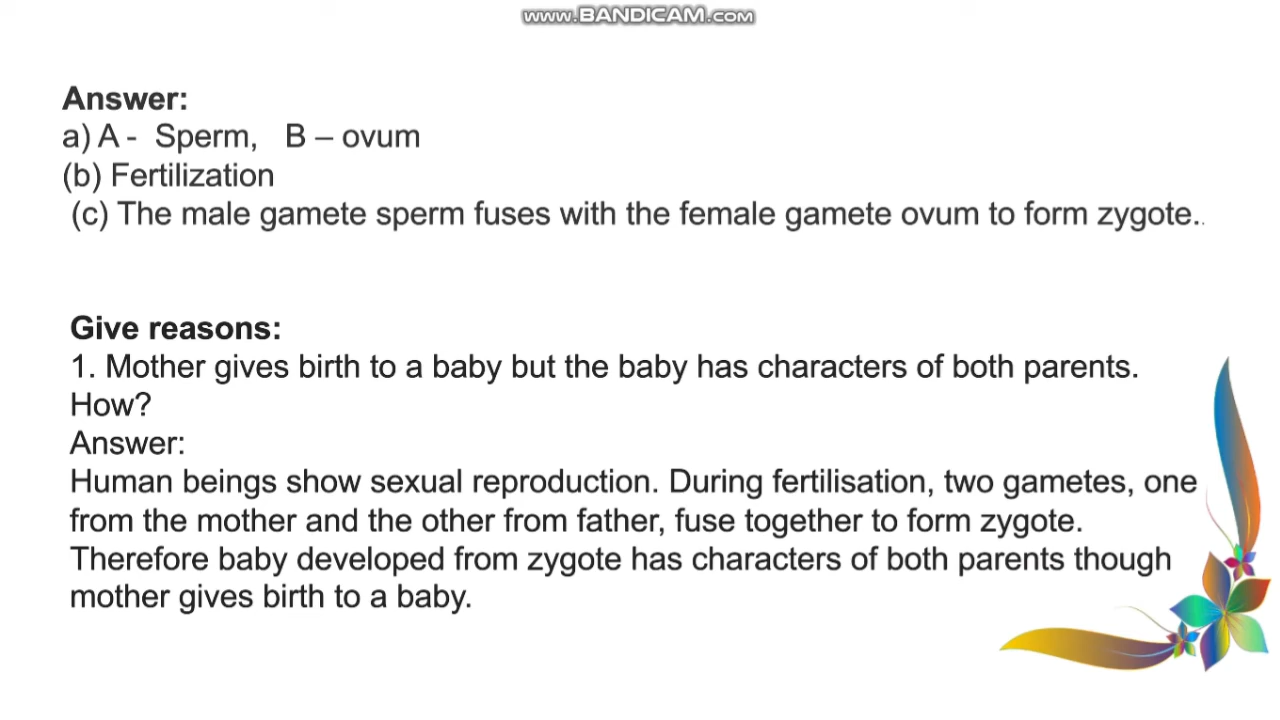 www.BANDICAM.com
Answer:
a) A - Sperm, B – ovum
(b) Fertilization
(c) The male gamete sperm fuses with the female gamete ovum to form zygote..
Give reasons:
1. Mother gives birth to a baby but the baby has characters of both parents.
How?
Answer:
Human beings show sexual reproduction. During fertilisation, two gametes, one
from the mother and the other from father, fuse together to form zygote.
Therefore baby developed from zygote has characters of both parents though
mother gives birth to a baby.